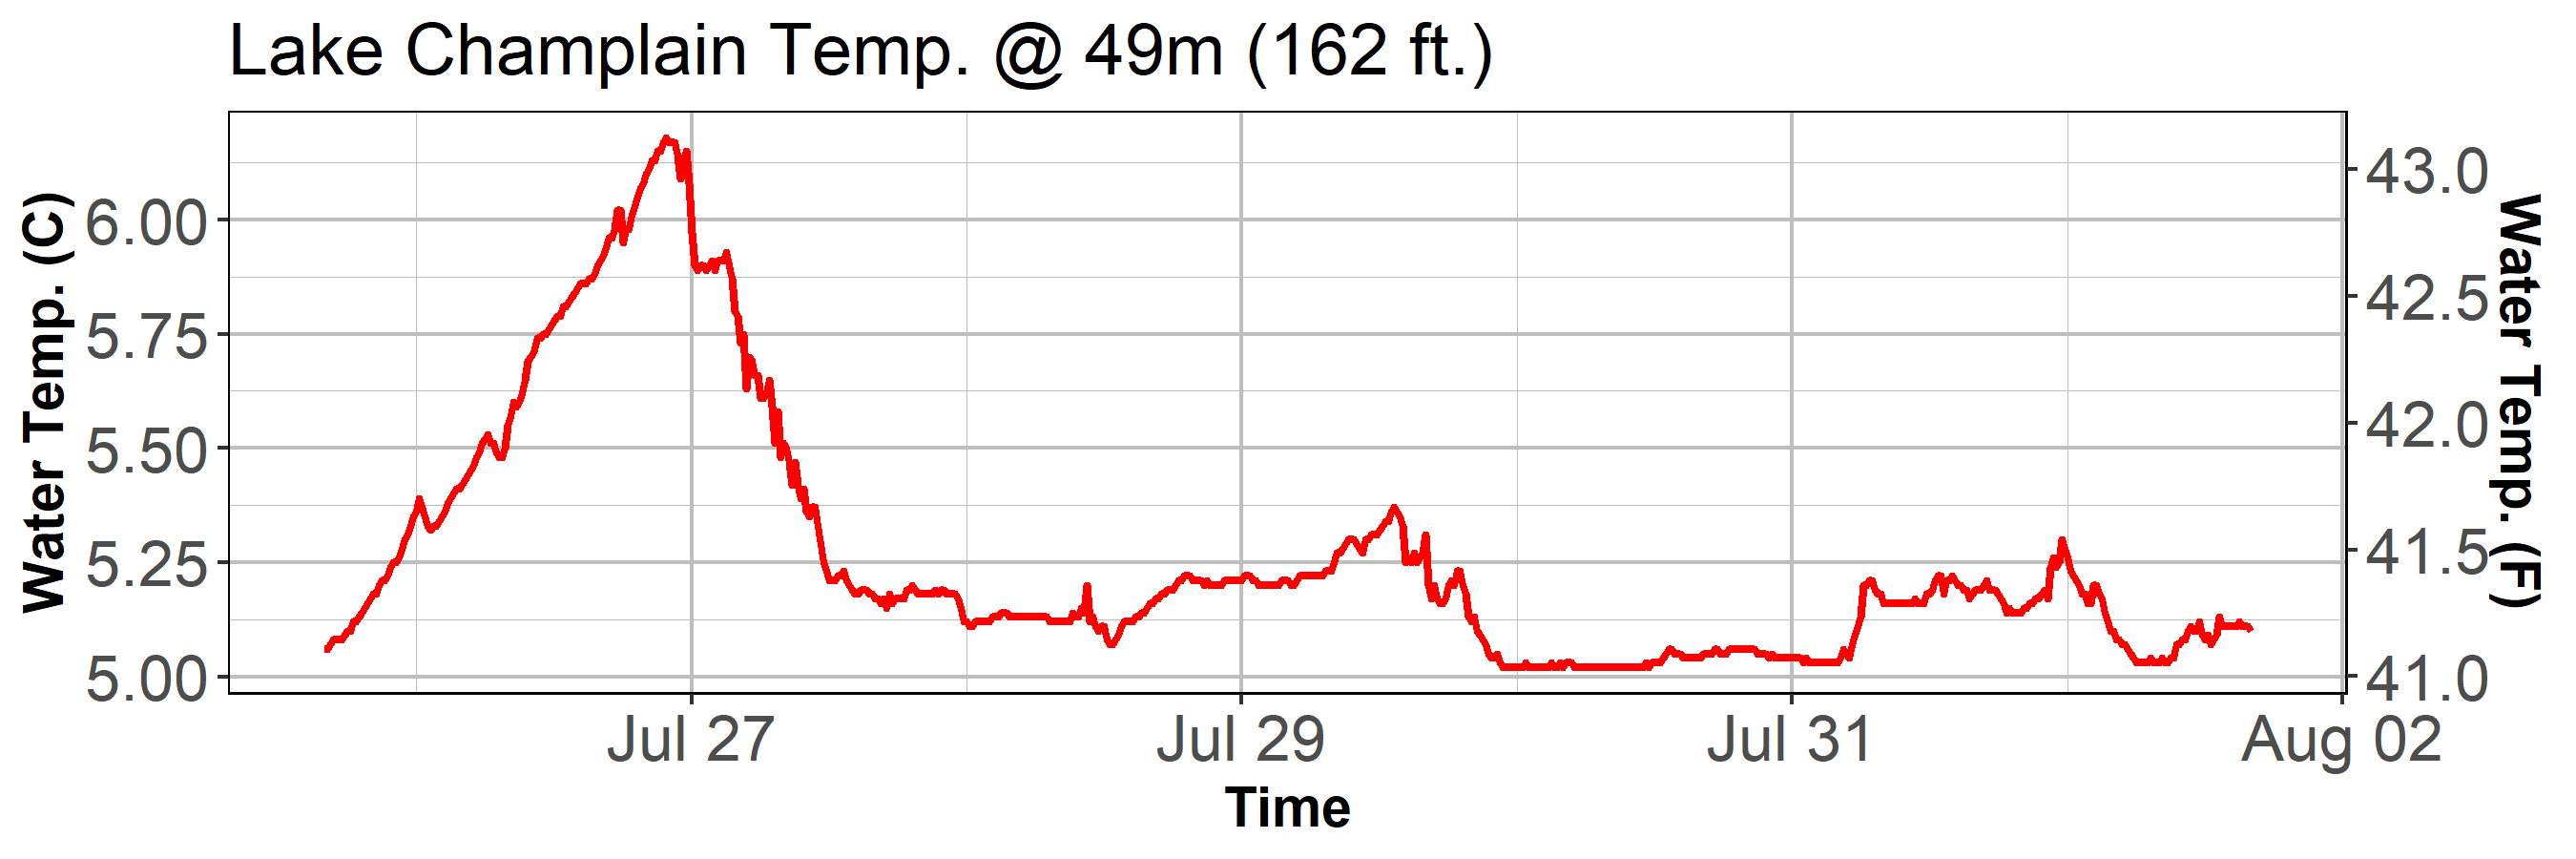 Lake Champlain Temp. @ 49m (162 ft.)
Water Temp. (C)
6.00
5.75
5.50
5.25
5.00
43.0
42.5
42.0
41.5
41.0
Water Temp. (F)
Jul 27
Jul 29
Jul 31
Aug 02
Time